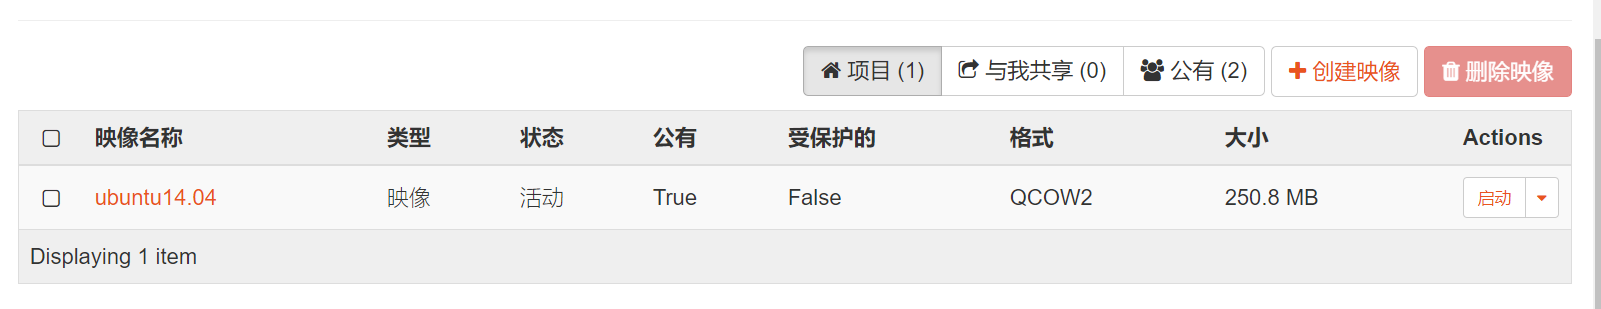 项目 (1) 与我共享 (0) 公有 (2) 创建映像 删除映像
映像名称 类型 状态 公有 受保护的 格式 大小 Actions
ubuntu14.04 映像 活动 True False QCOW2 250.8 MB 启动
Displaying 1 item